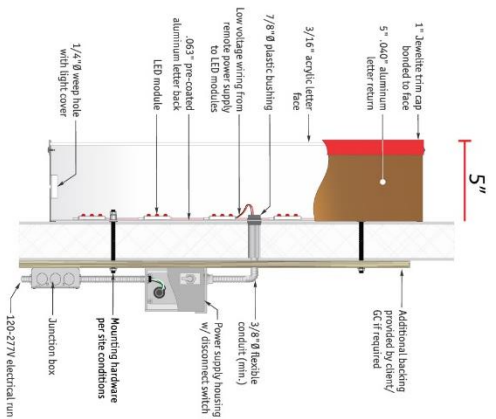 1" Jewelite trim cap
bonded to face
5" .040" aluminum
letter return
3/16" acrylic letter
face
7/8"Ø plastic bushing
Low voltage wiring from
remote power supply
to LED modules
.063" pre-coated
aluminum letter back
LED module
1/4"Ø weep hole
with light cover
5"
Additional backing
provided by client/
GC if required
3/8"Ø flexible
conduit (min.)
Power supply housing
w/ disconnect switch
Mounting hardware
per site conditions
Junction box
120-277V electrical run